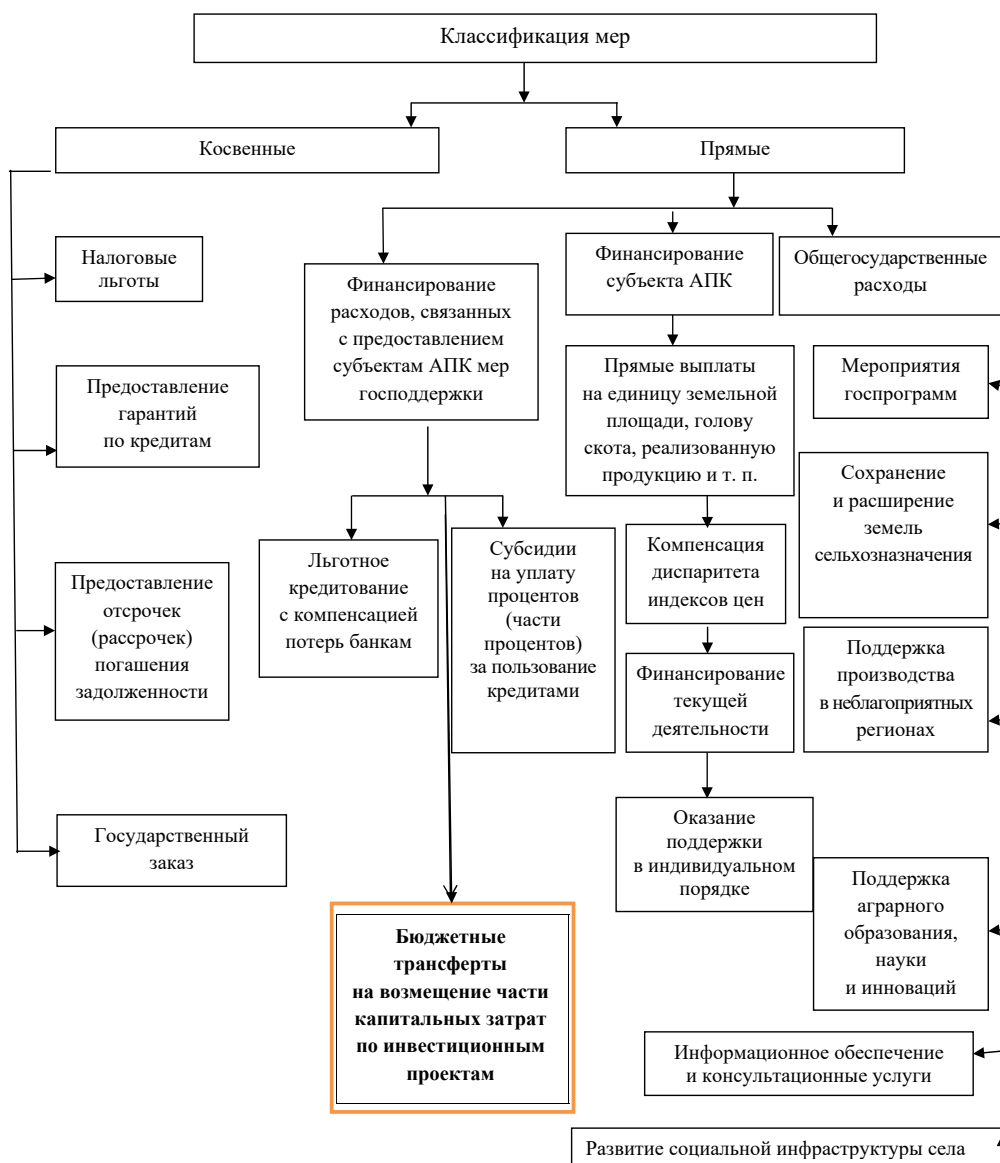 Классификация мер
Косвенные
Прямые
Налоговые
льготы
Предоставление
гарантий
по кредитам
Предоставление
отсрочек
(рассрочек)
погашения
задолженности
Государственный
заказ
Финансирование
расходов, связанных
с предоставлением
субъектам АПК мер
господдержки
Льготное
кредитование
с компенсацией
потерь банкам
Субсидии
на уплату
процентов
(части
процентов)
за пользование
кредитами
Бюджетные
трансферты
на возмещение части
капитальных затрат
по инвестиционным
проектам
Финансирование
субъекта АПК
Прямые выплаты
на единицу земельной
площади, голову
скота, реализованную
продукцию и т. п.
Компенсация
диспаритета
индексов цен
Финансирование
текущей
деятельности
Оказание
поддержки
в индивидуальном
порядке
Общегосударственные
расходы
Мероприятия
госпрограмм
Сохранение
и расширение
земель
сельхозназначения
Поддержка
производства
в неблагоприятных
регионах
Поддержка
аграрного
образования,
науки
и инноваций
Информационное обеспечение
и консультационные услуги
Развитие социальной инфраструктуры села